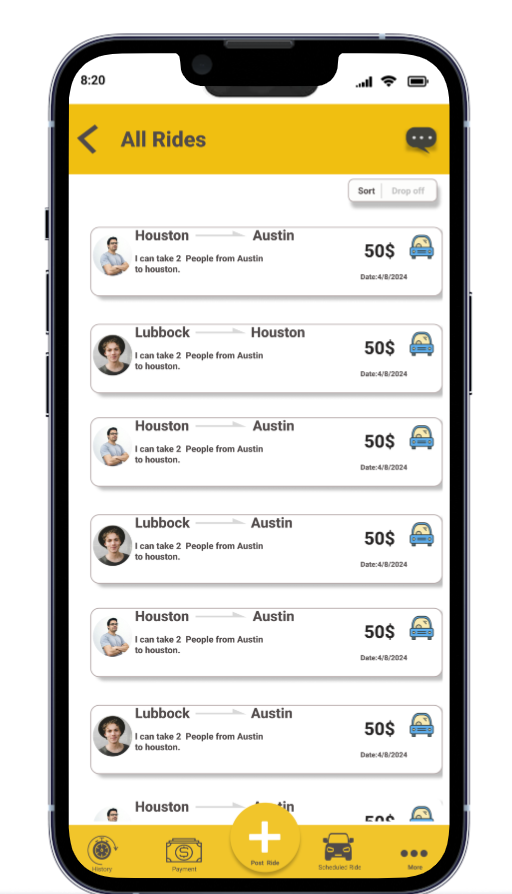 8:20
All Rides
Sort Drop off
Houston Austin
I can take 2 People from Austin
to houston.
50$
Date:4/8/2024
Lubbock Houston
I can take 2 People from Austin
to houston.
50$
Date:4/8/2024
Houston Austin
I can take 2 People from Austin
to houston.
50$
Date:4/8/2024
Lubbock Austin
I can take 2 People from Austin
to houston.
50$
Date:4/8/2024
Houston Austin
I can take 2 People from Austin
to houston.
50$
Date:4/8/2024
Lubbock Austin
I can take 2 People from Austin
to houston.
50$
Date:4/8/2024
Houston
50$
History Payment Post Ride Scheduled Ride More